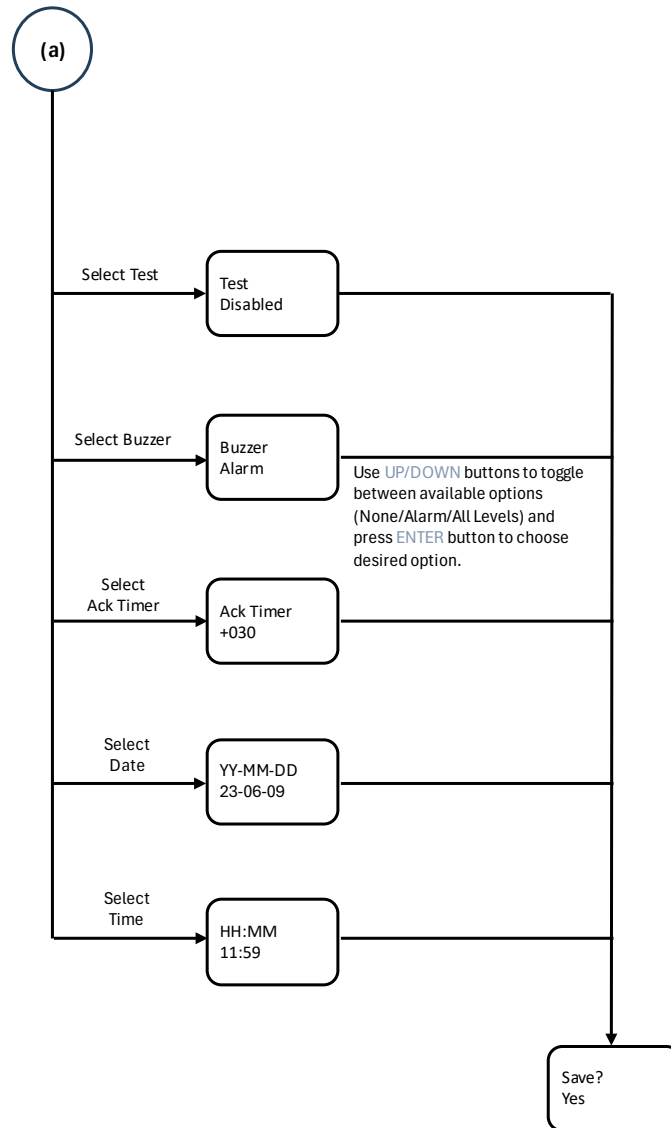 (a)
Select Test
Test
Disabled
Select Buzzer
Buzzer
Alarm
Use UP/DOWN buttons to toggle
between available options
(None/Alarm/All Levels) and
press ENTER button to choose
desired option.
Select
Ack Timer
Ack Timer
+030
Select
Date
YY-MM-DD
23-06-09
Select
Time
HH:MM
11:59
Save?
Yes